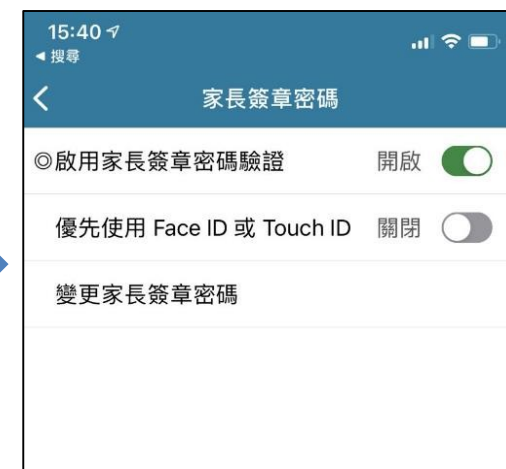 15:40
◀ 搜尋
家長簽章密碼
◎啟用家長簽章密碼驗證 開啟
優先使用 Face ID 或 Touch ID 關閉
變更家長簽章密碼